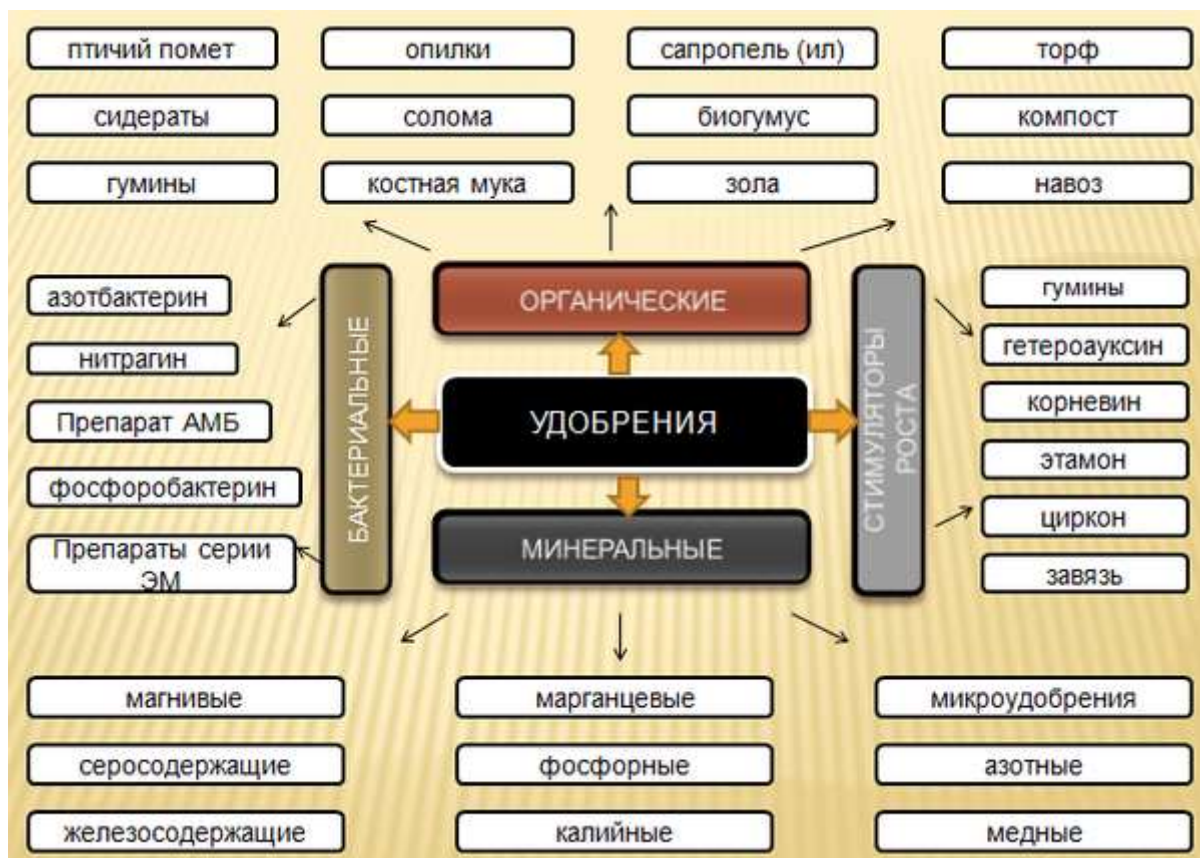 птичий помет
опилки
сапропель (ил)
торф
сидераты
солома
биогумус
компост
гумины
костная мука
зола
навоз
ОРГАНИЧЕСКИЕ
УДОБРЕНИЯ
МИНЕРАЛЬНЫЕ
БАКТЕРИАЛЬНЫЕ
азотбактерин
нитрагин
Препарат АМБ
фосфоробактерин
Препараты серии
ЭМ
СТИМУЛЯТОРЫ
РОСТА
гумины
гетероауксин
корневин
этамон
циркон
завязь
магнивые
марганцевые
микроудобрения
серосодержащие
фосфорные
азотные
железосодержащие
калийные
медные